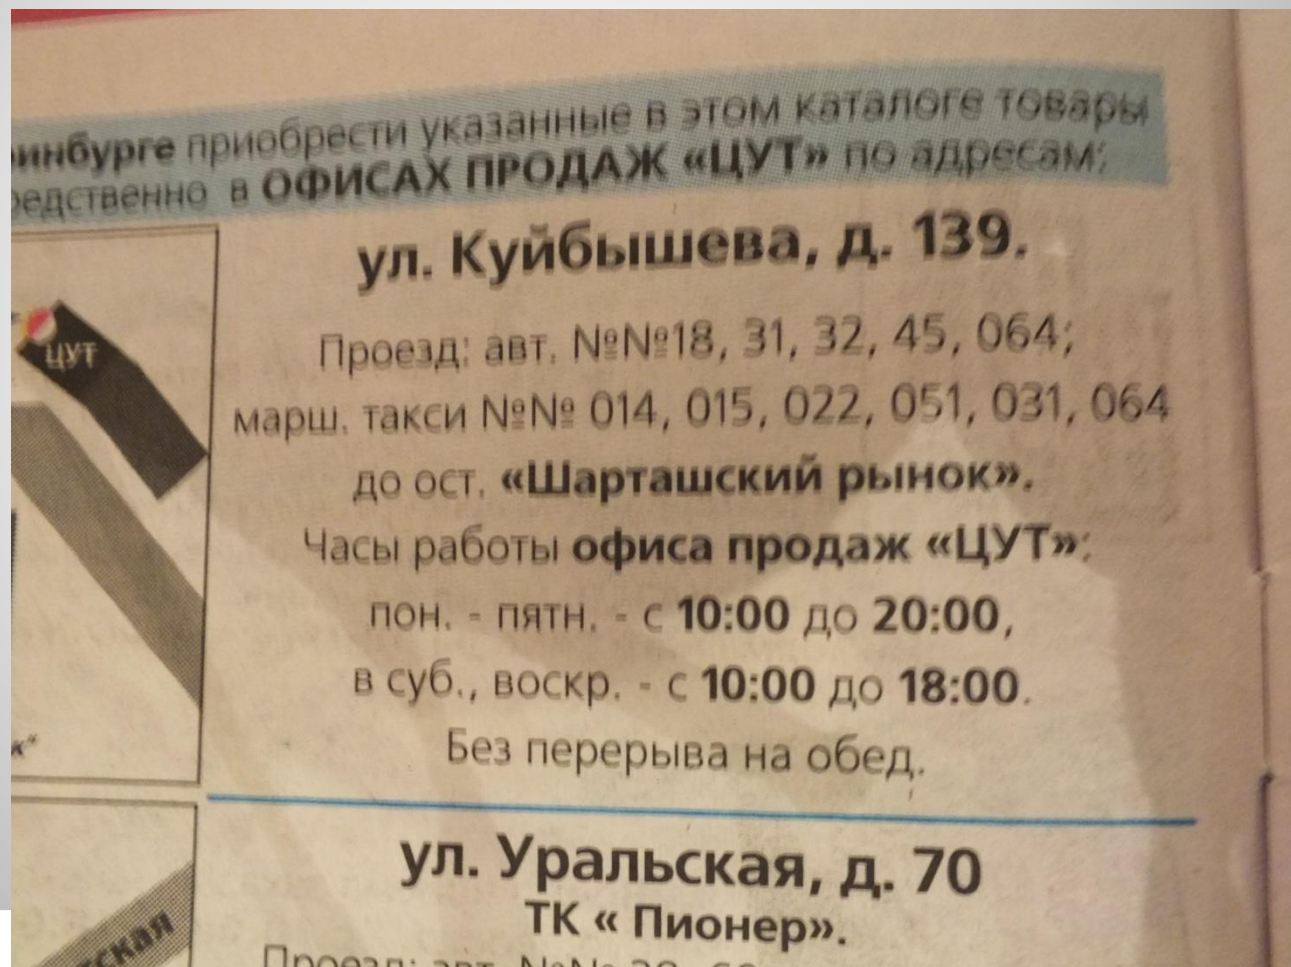 приобрести указанные в этом каталоге товары
в ОФИСАХ ПРОДАЖ «ЦУТ» по адресам:
ул. Куйбышева, д. 139.
ЦУТ
Проезд: авт. №№18, 31, 32, 45, 064;
марш. такси №№ 014, 015, 022, 051, 031, 064
до ост. «Шарташский рынок».
Часы работы офиса продаж «ЦУТ»:
пон. - пятн. - с 10:00 до 20:00,
в суб., воскр. - с 10:00 до 18:00.
Без перерыва на обед.
ул. Уральская, д. 70
ТК « Пионер».
Проезд: авт. №№